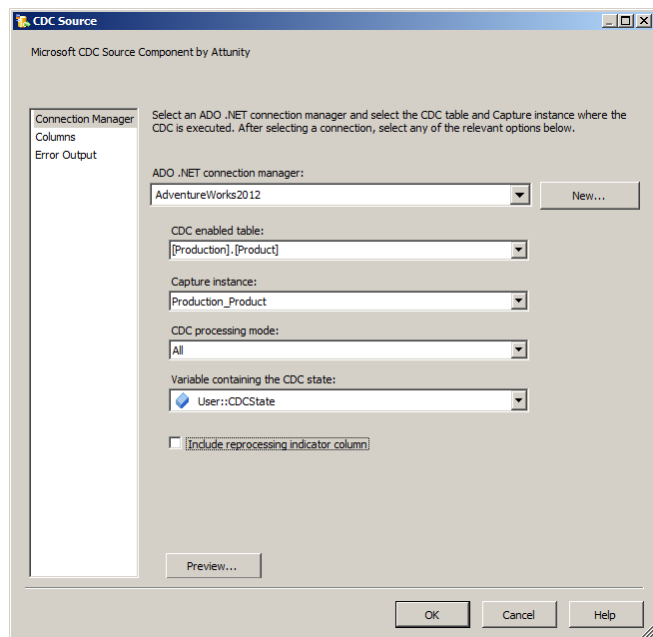 CDC Source
Microsoft CDC Source Component by Attunity
Connection Manager
Columns
Error Output
Select an ADO .NET connection manager and select the CDC table and Capture instance where the
CDC is executed. After selecting a connection, select any of the relevant options below.
ADO .NET connection manager:
AdventureWorks2012
New...
CDC enabled table:
[Production].[Product]
Capture instance:
Production_Product
CDC processing mode:
All
Variable containing the CDC state:
User::CDCState
Include reprocessing indicator column
Preview...
OK
Cancel
Help